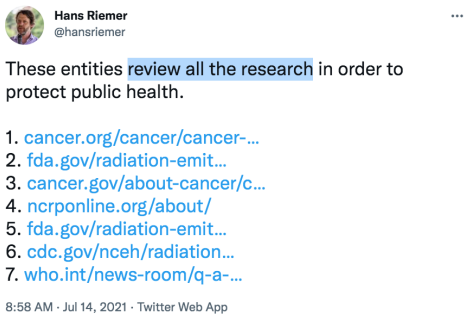 Hans Riemer
@hansriemer
These entities review all the research in order to
protect public health.
1. cancer.org/cancer/cancer-...
2. fda.gov/radiation-emit...
3. cancer.gov/about-cancer/c...
4. ncrponline.org/about/
5. fda.gov/radiation-emit...
6. cdc.gov/nceh/radiation...
7. who.int/news-room/q-a-...
8:58 AM · Jul 14, 2021 · Twitter Web App